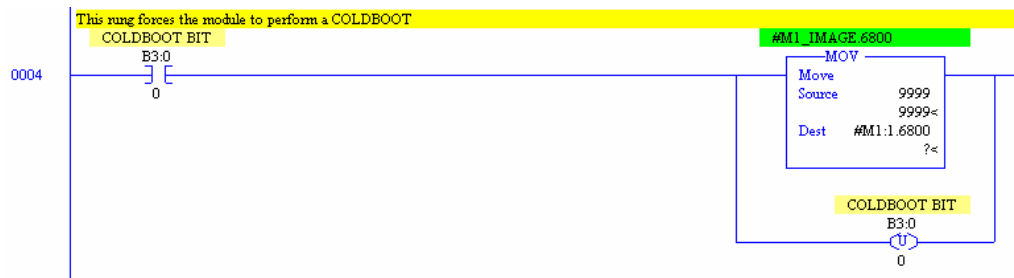 This rung forces the module to perform a COLDBOOT
COLDBOOT BIT
B3:0
0004
0
#M1_IMAGE.6800
MOV
Move
Source 9999
9999<
Dest #M1:1.6800
?<
COLDBOOT BIT
B3:0
U
0